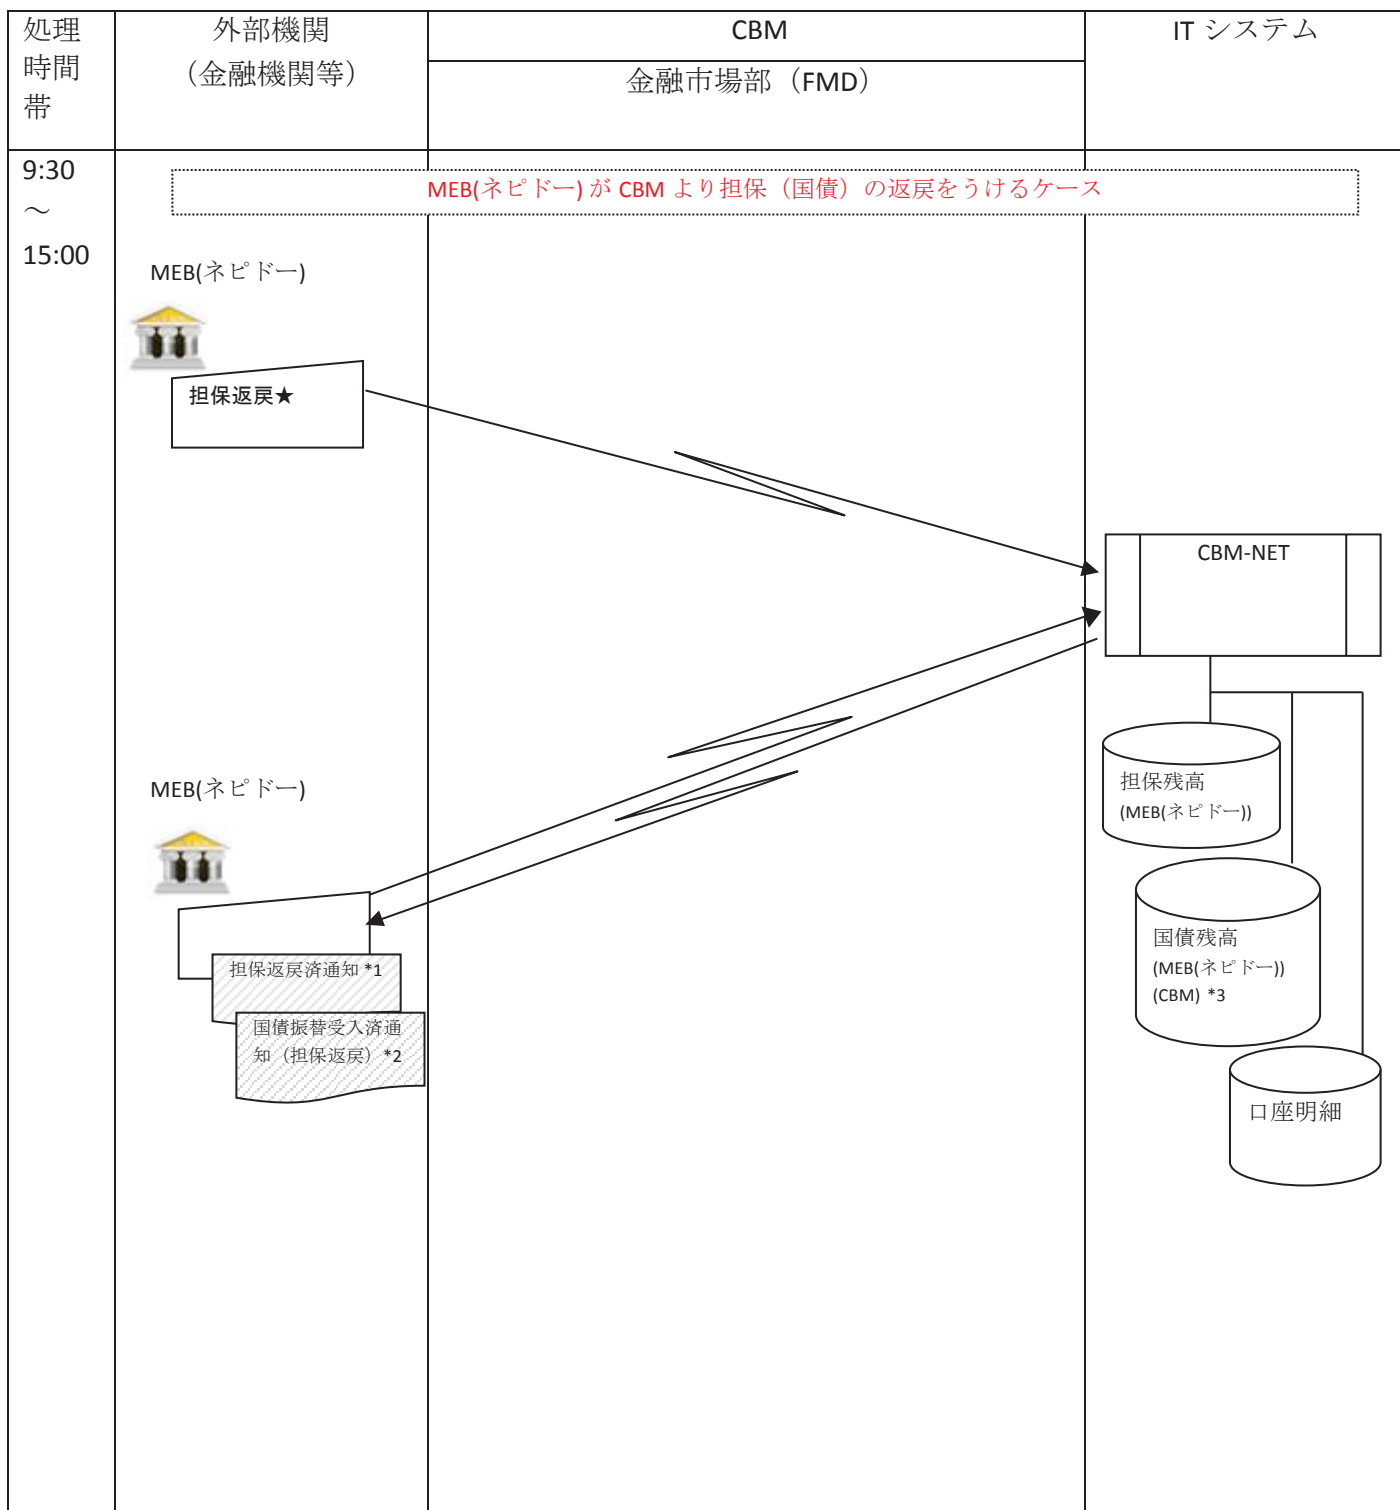 処理
時間
帯
外部機関
（金融機関等）
CBM
金融市場部（FMD）
IT システム
9:30
～
15:00
MEB(ネピドー) が CBM より担保（国債）の返戻をうけるケース
MEB(ネピドー)
担保返戻★
CBM-NET
担保残高
(MEB(ネピドー))
MEB(ネピドー)
国債残高
(MEB(ネピドー))
(CBM) *3
担保返戻済通知 *1
国債振替受入済通
知（担保返戻）*2
口座明細